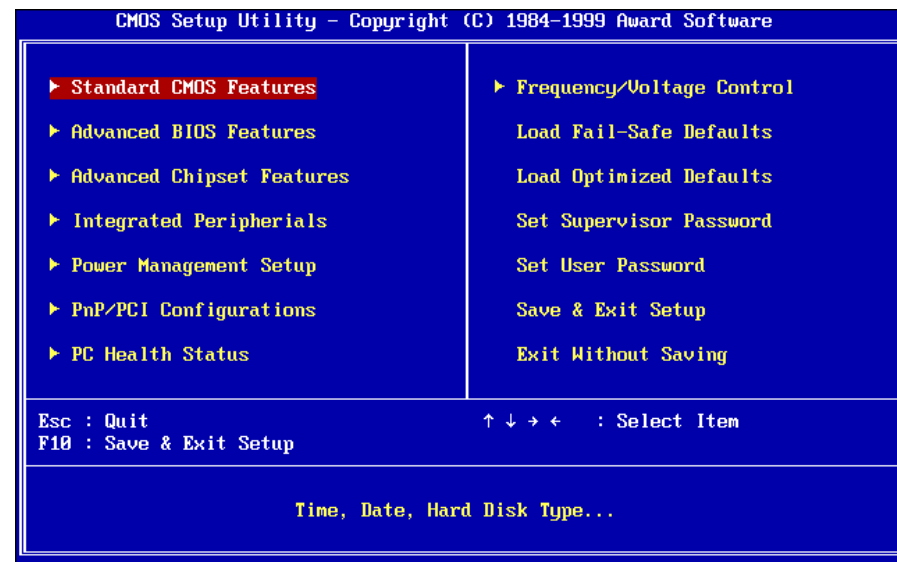 CMOS Setup Utility – Copyright (C) 1984–1999 Award Software
▶ Standard CMOS Features
▶ Advanced BIOS Features
▶ Advanced Chipset Features
▶ Integrated Peripherials
▶ Power Management Setup
▶ PnP/PCI Configurations
▶ PC Health Status
▶ Frequency/Voltage Control
Load Fail–Safe Defaults
Load Optimized Defaults
Set Supervisor Password
Set User Password
Save & Exit Setup
Exit Without Saving
Esc : Quit
F10 : Save & Exit Setup
↑ ↓ → ← : Select Item
Time, Date, Hard Disk Type...